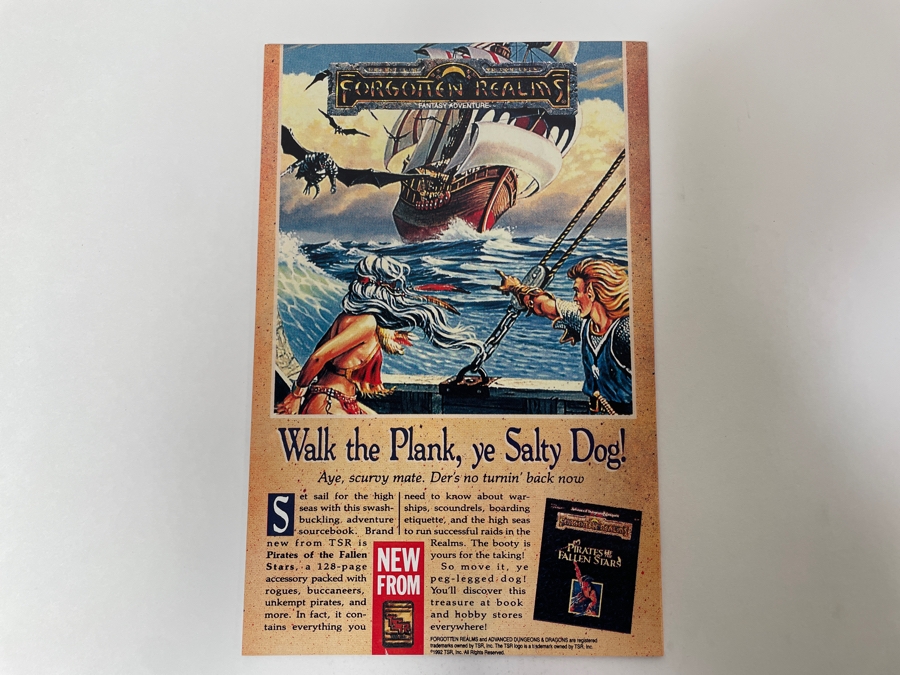 FORGOTTEN REALMS
FANTASY ADVENTURE
Walk the Plank, ye Salty Dog!
Aye, scurvy mate. Der's no turnin' back now
Set sail for the high
seas with this swash-
buckling adventure
sourcebook. Brand
new from TSR is
Pirates of the Fallen
Stars, a 128-page
accessory packed with
rogues, buccaneers,
unkempt pirates, and
more. In fact, it con-
tains everything you
need to know about war-
ships, scoundrels, boarding
etiquette, and the high seas
to run successful raids in the
Realms. The booty is
yours for the taking!
So move it, ye
peg-legged dog!
You'll discover this
treasure at book
and hobby stores
everywhere!
NEW
FROM
TSR
Advanced Dungeons & Dragons
FORGOTTEN REALMS
PIRATES OF THE
FALLEN STARS
FORGOTTEN REALMS and ADVANCED DUNGEONS & DRAGONS are registered
trademarks owned by TSR, Inc. The TSR logo is a trademark owned by TSR, Inc.
©1992 TSR, Inc. All Rights Reserved.